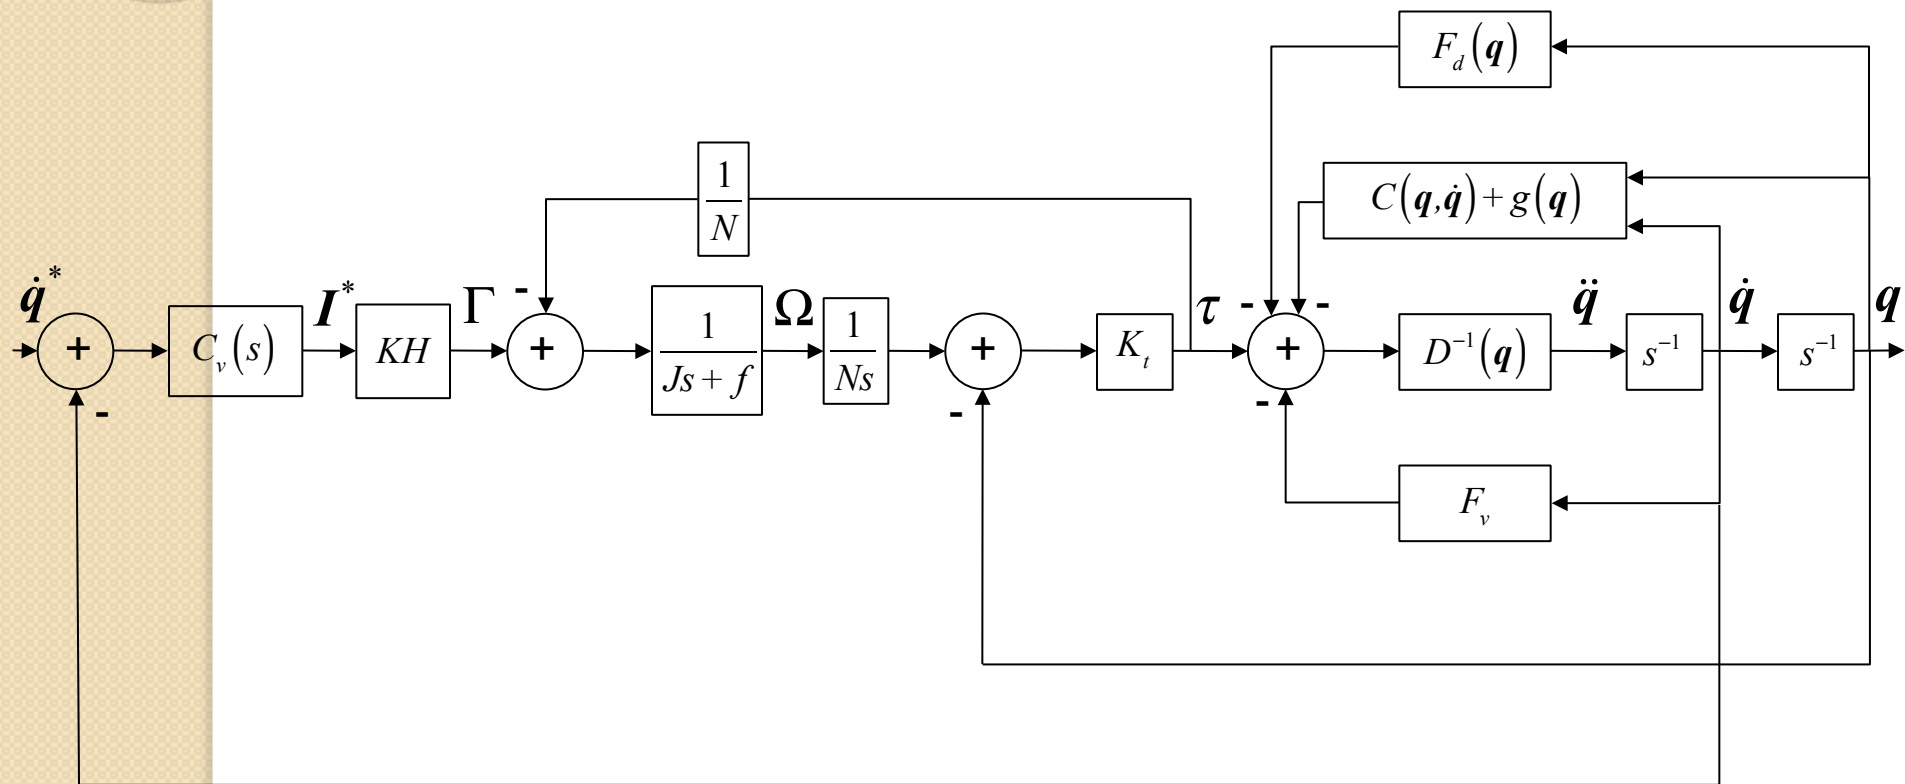 F_d(q)
1/N
C(q,q̇)+g(q)
q̇*
I*
Γ
-
Ω
τ
-
-
q̈
q̇
q
+
C_v(s)
KH
+
1/(Js+f)
1/(Ns)
+
K_t
+
D⁻¹(q)
s⁻¹
s⁻¹
-
-
-
F_v